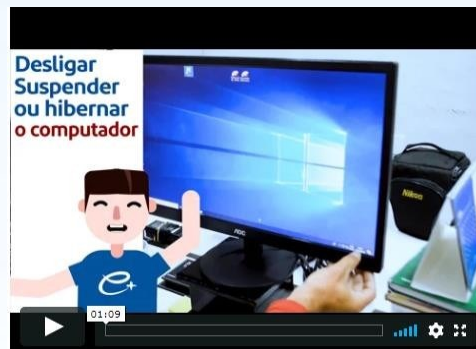 Desligar
Suspender
ou hibernar
o computador
Nikon
AOC
e+
01:09